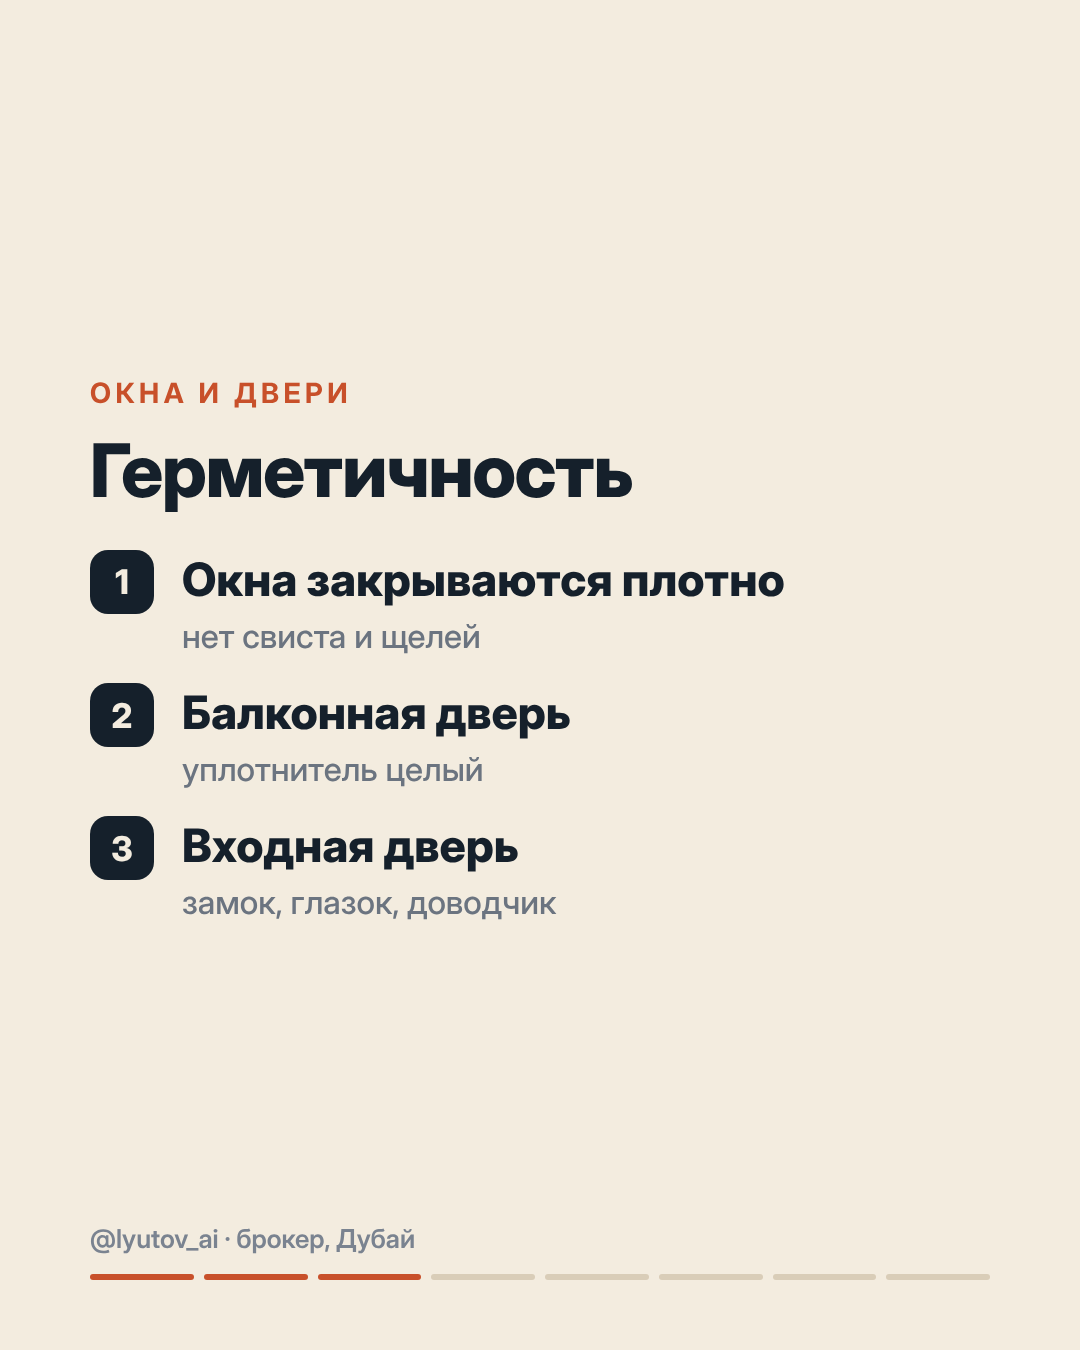 ОКНА И ДВЕРИ
Герметичность
1 Окна закрываются плотно
нет свиста и щелей
2 Балконная дверь
уплотнитель целый
3 Входная дверь
замок, глазок, доводчик
@lyutov_ai · брокер, Дубай